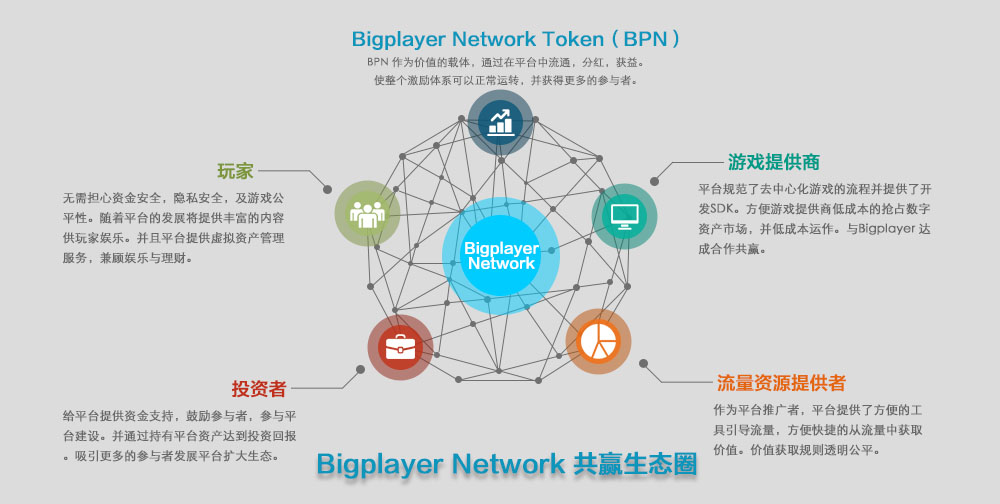 Bigplayer Network Token（BPN）
BPN 作为价值的载体，通过在平台中流通，分红，获益。
使整个激励体系可以正常运转，并获得更多的参与者。
玩家
无需担心资金安全，隐私安全，及游戏公
平性。随着平台的发展将提供丰富的内容
供玩家娱乐。并且平台提供虚拟资产管理
服务，兼顾娱乐与理财。
游戏提供商
平台规范了去中心化游戏的流程并提供了开
发SDK。方便游戏提供商低成本的抢占数字
资产市场，并低成本运作。与Bigplayer 达
成合作共赢。
Bigplayer
Network
投资者
给平台提供资金支持，鼓励参与者，参与平
台建设。并通过持有平台资产达到投资回报
。吸引更多的参与者发展平台扩大生态。
流量资源提供者
作为平台推广者，平台提供了方便的工
具引导流量，方便快捷的从流量中获取
价值。价值获取规则透明公平。
Bigplayer Network 共赢生态圈